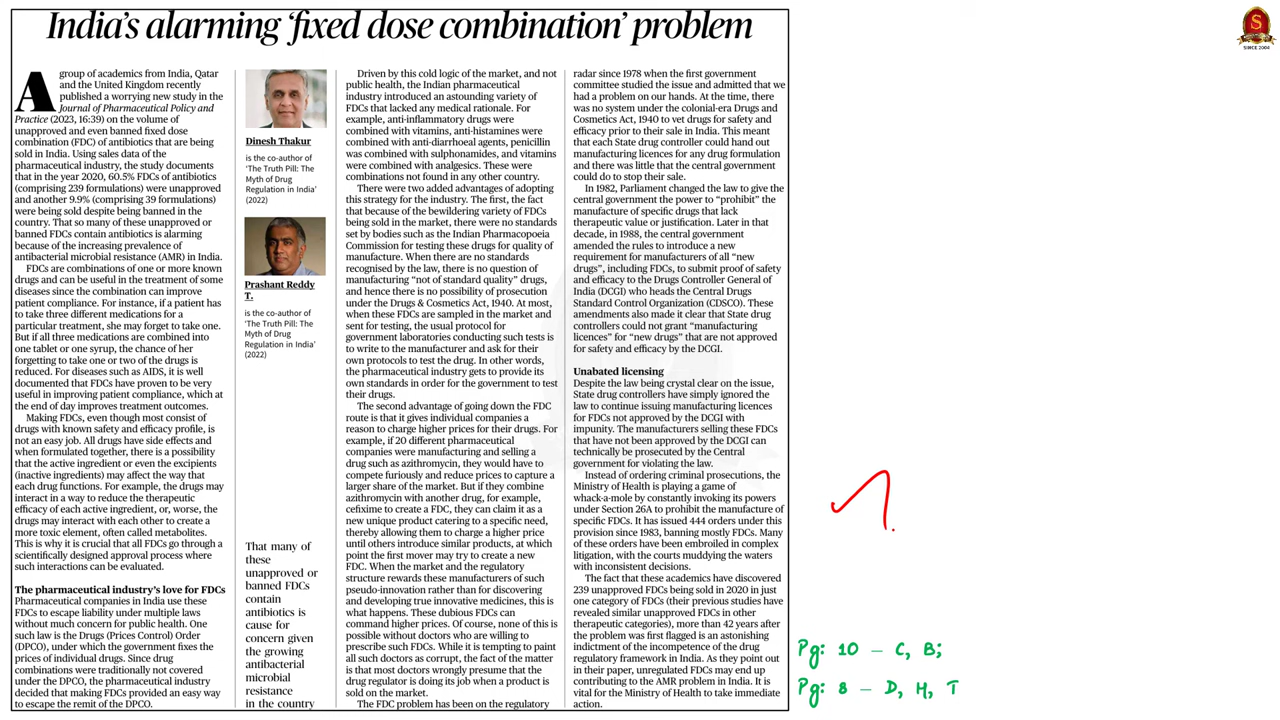 India's alarming 'fixed dose combination' problem
A group of academics from India, Qatar
and the United Kingdom recently
published a worrying new study in the
Journal of Pharmaceutical Policy and
Practice (2023, 16:39) on the volume of
unapproved and even banned fixed dose
combination (FDC) of antibiotics that are being
sold in India. Using sales data of the
pharmaceutical industry, the study documents
that in the year 2020, 60.5% FDCs of antibiotics
(comprising 239 formulations) were unapproved
and another 9.9% (comprising 39 formulations)
were being sold despite being banned in the
country. That so many of these unapproved or
banned FDCs contain antibiotics is alarming
because of the increasing prevalence of
antibacterial microbial resistance (AMR) in India.
FDCs are combinations of one or more known
drugs and can be useful in the treatment of some
diseases since the combination can improve
patient compliance. For instance, if a patient has
to take three different medications for a
particular treatment, she may forget to take one.
But if all three medications are combined into
one tablet or one syrup, the chance of her
forgetting to take one or two of the drugs is
reduced. For diseases such as AIDS, it is well
documented that FDCs have proven to be very
useful in improving patient compliance, which at
the end of day improves treatment outcomes.
Making FDCs, even though most consist of
drugs with known safety and efficacy profile, is
not an easy job. All drugs have side effects and
when formulated together, there is a possibility
that the active ingredient or even the excipients
(inactive ingredients) may affect the way that
each drug functions. For example, the drugs may
interact in a way to reduce the therapeutic
efficacy of each active ingredient, or, worse, the
drugs may interact with each other to create a
more toxic element, often called metabolites.
This is why it is crucial that all FDCs go through a
scientifically designed approval process where
such interactions can be evaluated.
The pharmaceutical industry's love for FDCs
Pharmaceutical companies in India use these
FDCs to escape liability under multiple laws
without much concern for public health. One
such law is the Drugs (Prices Control) Order
(DPCO), under which the government fixes the
prices of individual drugs. Since drug
combinations were traditionally not covered
under the DPCO, the pharmaceutical industry
decided that making FDCs provided an easy way
to escape the remit of the DPCO.
Dinesh Thakur
is the co-author of
'The Truth Pill: The
Myth of Drug
Regulation in India'
(2022)
Prashant Reddy
T.
is the co-author of
'The Truth Pill: The
Myth of Drug
Regulation in India'
(2022)
That many of
these
unapproved or
banned FDCs
contain
antibiotics is
cause for
concern given
the growing
antibacterial
microbial
resistance
in the country
Driven by this cold logic of the market, and not
public health, the Indian pharmaceutical
industry introduced an astounding variety of
FDCs that lacked any medical rationale. For
example, anti-inflammatory drugs were
combined with vitamins, anti-histamines were
combined with anti-diarrhoeal agents, penicillin
was combined with sulphonamides, and vitamins
were combined with analgesics. These were
combinations not found in any other country.
There were two added advantages of adopting
this strategy for the industry. The first, the fact
that because of the bewildering variety of FDCs
being sold in the market, there were no standards
set by bodies such as the Indian Pharmacopoeia
Commission for testing these drugs for quality of
manufacture. When there are no standards
recognised by the law, there is no question of
manufacturing "not of standard quality" drugs,
and hence there is no possibility of prosecution
under the Drugs & Cosmetics Act, 1940. At most,
when these FDCs are sampled in the market and
sent for testing, the usual protocol for
government laboratories conducting such tests is
to write to the manufacturer and ask for their
own protocols to test the drug. In other words,
the pharmaceutical industry gets to provide its
own standards in order for the government to test
their drugs.
The second advantage of going down the FDC
route is that it gives individual companies a
reason to charge higher prices for their drugs. For
example, if 20 different pharmaceutical
companies were manufacturing and selling a
drug such as azithromycin, they would have to
compete furiously and reduce prices to capture a
larger share of the market. But if they combine
azithromycin with another drug, for example,
cefixime to create a FDC, they can claim it as a
new unique product catering to a specific need,
thereby allowing them to charge a higher price
until others introduce similar products, at which
point the first mover may try to create a new
FDC. When the market and the regulatory
structure rewards these manufacturers of such
pseudo-innovation rather than for discovering
and developing true innovative medicines, this is
what happens. These dubious FDCs can
command higher prices. Of course, none of this is
possible without doctors who are willing to
prescribe such FDCs. While it is tempting to paint
all such doctors as corrupt, the fact of the matter
is that most doctors wrongly presume that the
drug regulator is doing its job when a product is
sold on the market.
The FDC problem has been on the regulatory
radar since 1978 when the first government
committee studied the issue and admitted that we
had a problem on our hands. At the time, there
was no system under the colonial-era Drugs and
Cosmetics Act, 1940 to vet drugs for safety and
efficacy prior to their sale in India. This meant
that each State drug controller could hand out
manufacturing licences for any drug formulation
and there was little that the central government
could do to stop their sale.
In 1982, Parliament changed the law to give the
central government the power to "prohibit" the
manufacture of specific drugs that lack
therapeutic value or justification. Later in that
decade, in 1988, the central government
amended the rules to introduce a new
requirement for manufacturers of all "new
drugs", including FDCs, to submit proof of safety
and efficacy to the Drugs Controller General of
India (DCGI) who heads the Central Drugs
Standard Control Organization (CDSCO). These
amendments also made it clear that State drug
controllers could not grant "manufacturing
licences" for "new drugs" that are not approved
for safety and efficacy by the DCGI.
Unabated licensing
Despite the law being crystal clear on the issue,
State drug controllers have simply ignored the
law to continue issuing manufacturing licences
for FDCs not approved by the DCGI with
impunity. The manufacturers selling these FDCs
that have not been approved by the DCGI can
technically be prosecuted by the Central
government for violating the law.
Instead of ordering criminal prosecutions, the
Ministry of Health is playing a game of
whack-a-mole by constantly invoking its powers
under Section 26A to prohibit the manufacture of
specific FDCs. It has issued 444 orders under this
provision since 1983, banning mostly FDCs. Many
of these orders have been embroiled in complex
litigation, with the courts muddying the waters
with inconsistent decisions.
The fact that these academics have discovered
239 unapproved FDCs being sold in 2020 in just
one category of FDCs (their previous studies have
revealed similar unapproved FDCs in other
therapeutic categories), more than 42 years after
the problem was first flagged is an astonishing
indictment of the incompetence of the drug
regulatory framework in India. As they point out
in their paper, unregulated FDCs may end up
contributing to the AMR problem in India. It is
vital for the Ministry of Health to take immediate
action.
S
SINCE 2004
Pg: 10 – C, B;
Pg: 8 – D, H, T